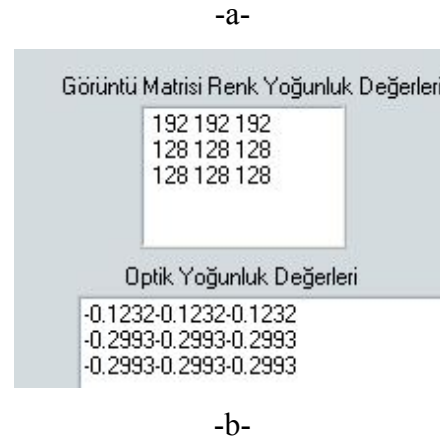 -a-
Görüntü Matrisi Renk Yoğunluk Değerleri
192 192 192
128 128 128
128 128 128
Optik Yoğunluk Değerleri
-0.1232-0.1232-0.1232
-0.2993-0.2993-0.2993
-0.2993-0.2993-0.2993
-b-